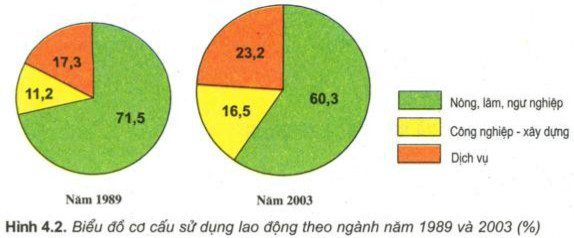 17,3
11,2
71,5
23,2
16,5
60,3
Nông, lâm, ngư nghiệp
Công nghiệp - xây dựng
Dịch vụ
Năm 1989
Năm 2003
Hình 4.2. Biểu đồ cơ cấu sử dụng lao động theo ngành năm 1989 và 2003 (%)